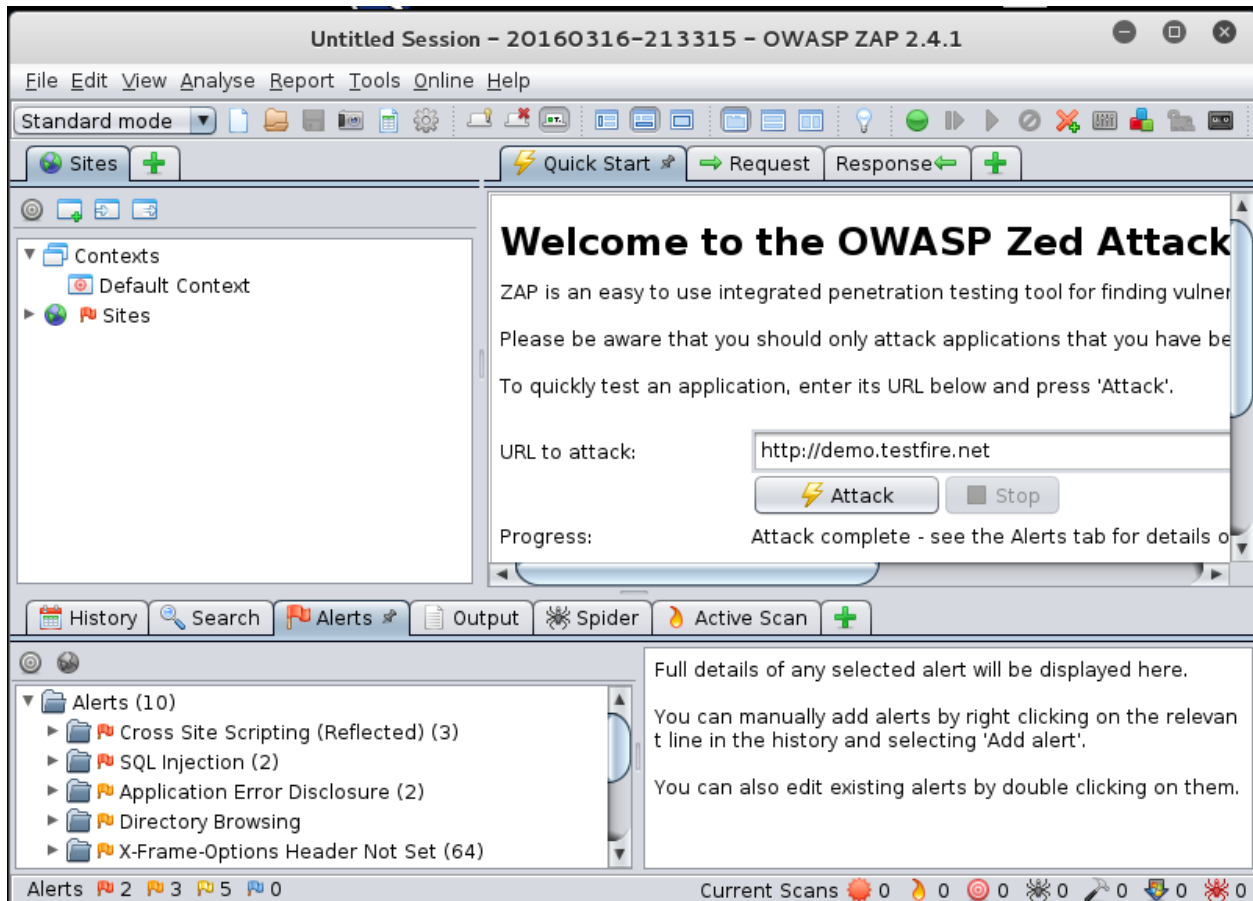 Untitled Session – 20160316-213315 – OWASP ZAP 2.4.1
File Edit View Analyse Report Tools Online Help
Standard mode
Sites
Quick Start
Request
Response
Contexts
Default Context
Sites
Welcome to the OWASP Zed Attack
ZAP is an easy to use integrated penetration testing tool for finding vulner
Please be aware that you should only attack applications that you have be
To quickly test an application, enter its URL below and press 'Attack'.
URL to attack:
http://demo.testfire.net
Attack
Stop
Progress:
Attack complete - see the Alerts tab for details o
History
Search
Alerts
Output
Spider
Active Scan
Alerts (10)
Cross Site Scripting (Reflected) (3)
SQL Injection (2)
Application Error Disclosure (2)
Directory Browsing
X-Frame-Options Header Not Set (64)
Full details of any selected alert will be displayed here.
You can manually add alerts by right clicking on the relevan
t line in the history and selecting 'Add alert'.
You can also edit existing alerts by double clicking on them.
Alerts 2 3 5 0
Current Scans 0 0 0 0 0 0 0